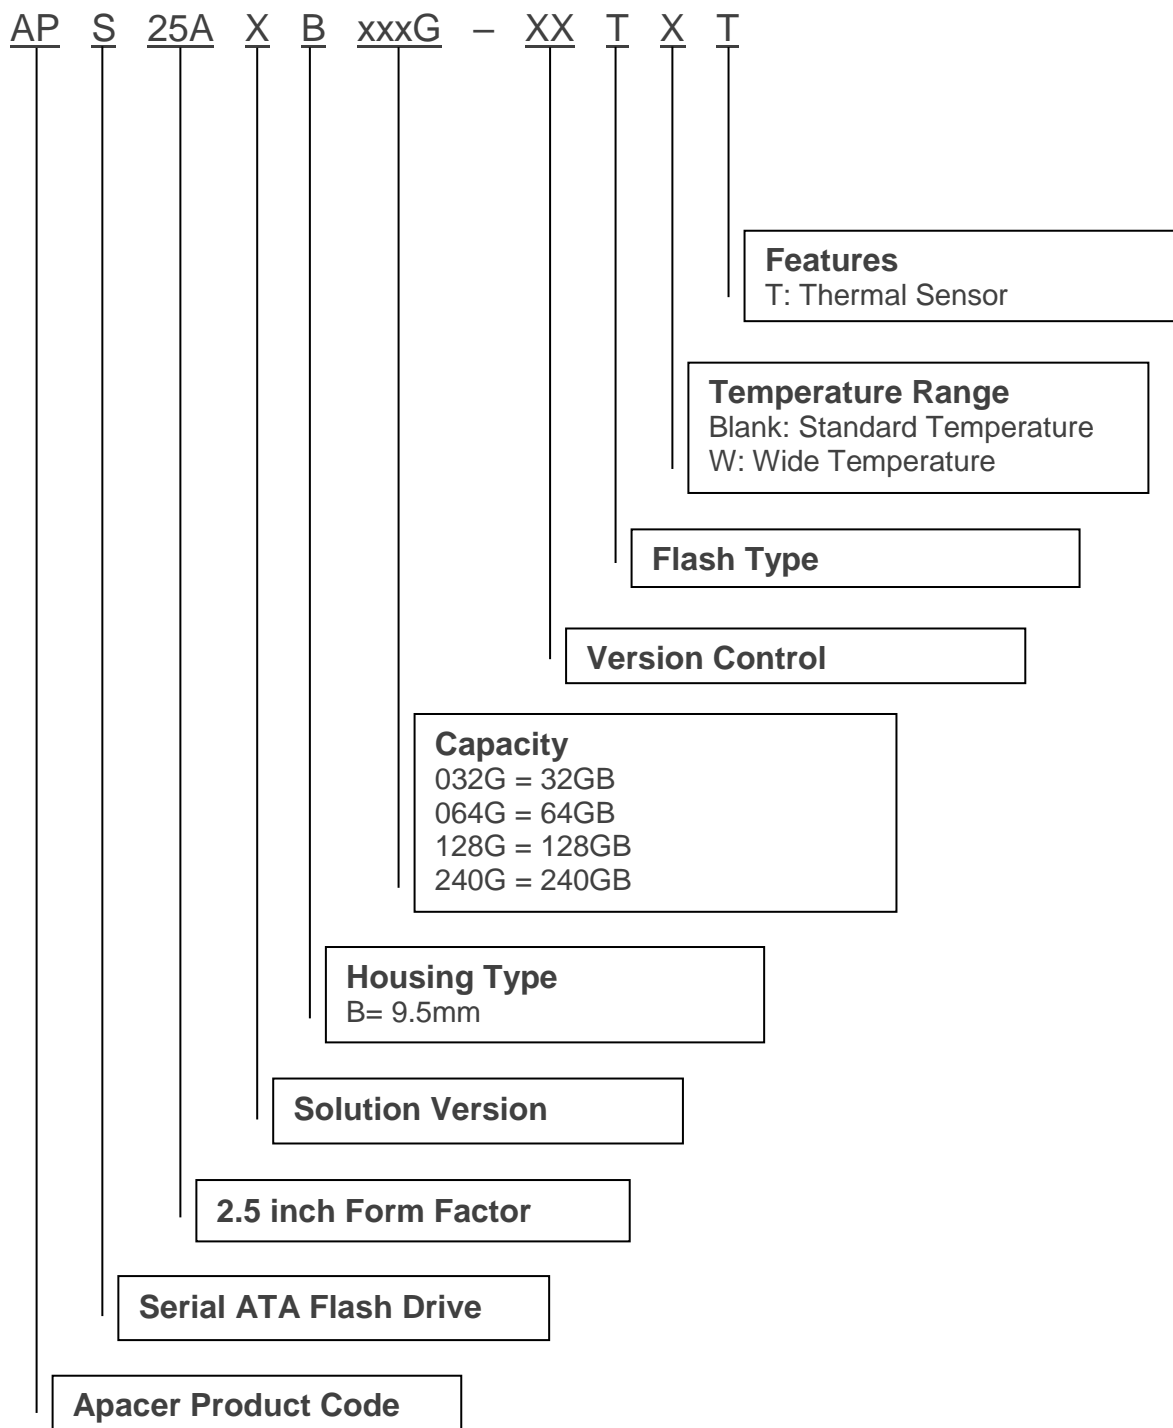 AP S 25A X B xxxG – XX T X T
Features
T: Thermal Sensor
Temperature Range
Blank: Standard Temperature
W: Wide Temperature
Flash Type
Version Control
Capacity
032G = 32GB
064G = 64GB
128G = 128GB
240G = 240GB
Housing Type
B= 9.5mm
Solution Version
2.5 inch Form Factor
Serial ATA Flash Drive
Apacer Product Code